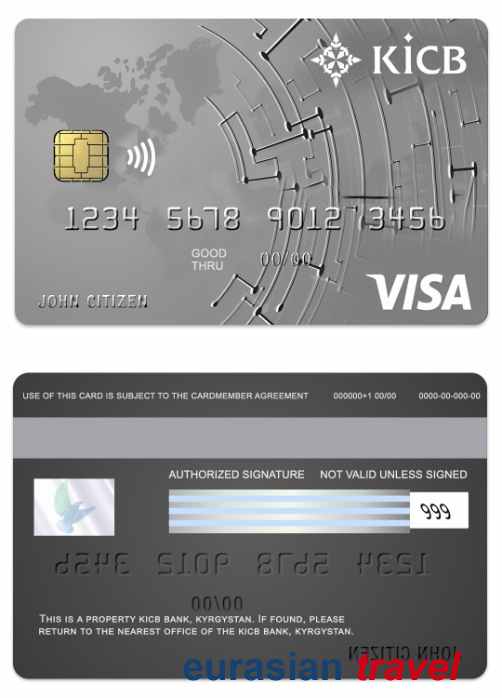 KICB
1234 5678 9012 3456
GOOD
THRU
00/00
JOHN CITIZEN
VISA
USE OF THIS CARD IS SUBJECT TO THE CARDMEMBER AGREEMENT 000000+1 00/00 0000-00-000-00
AUTHORIZED SIGNATURE NOT VALID UNLESS SIGNED
999
1234 5678 9012 3456
00/00
THIS IS A PROPERTY KICB BANK, KYRGYSTAN. IF FOUND, PLEASE
RETURN TO THE NEAREST OFFICE OF THE KICB BANK, KYRGYSTAN.
JOHN CITIZEN
eurasian travel